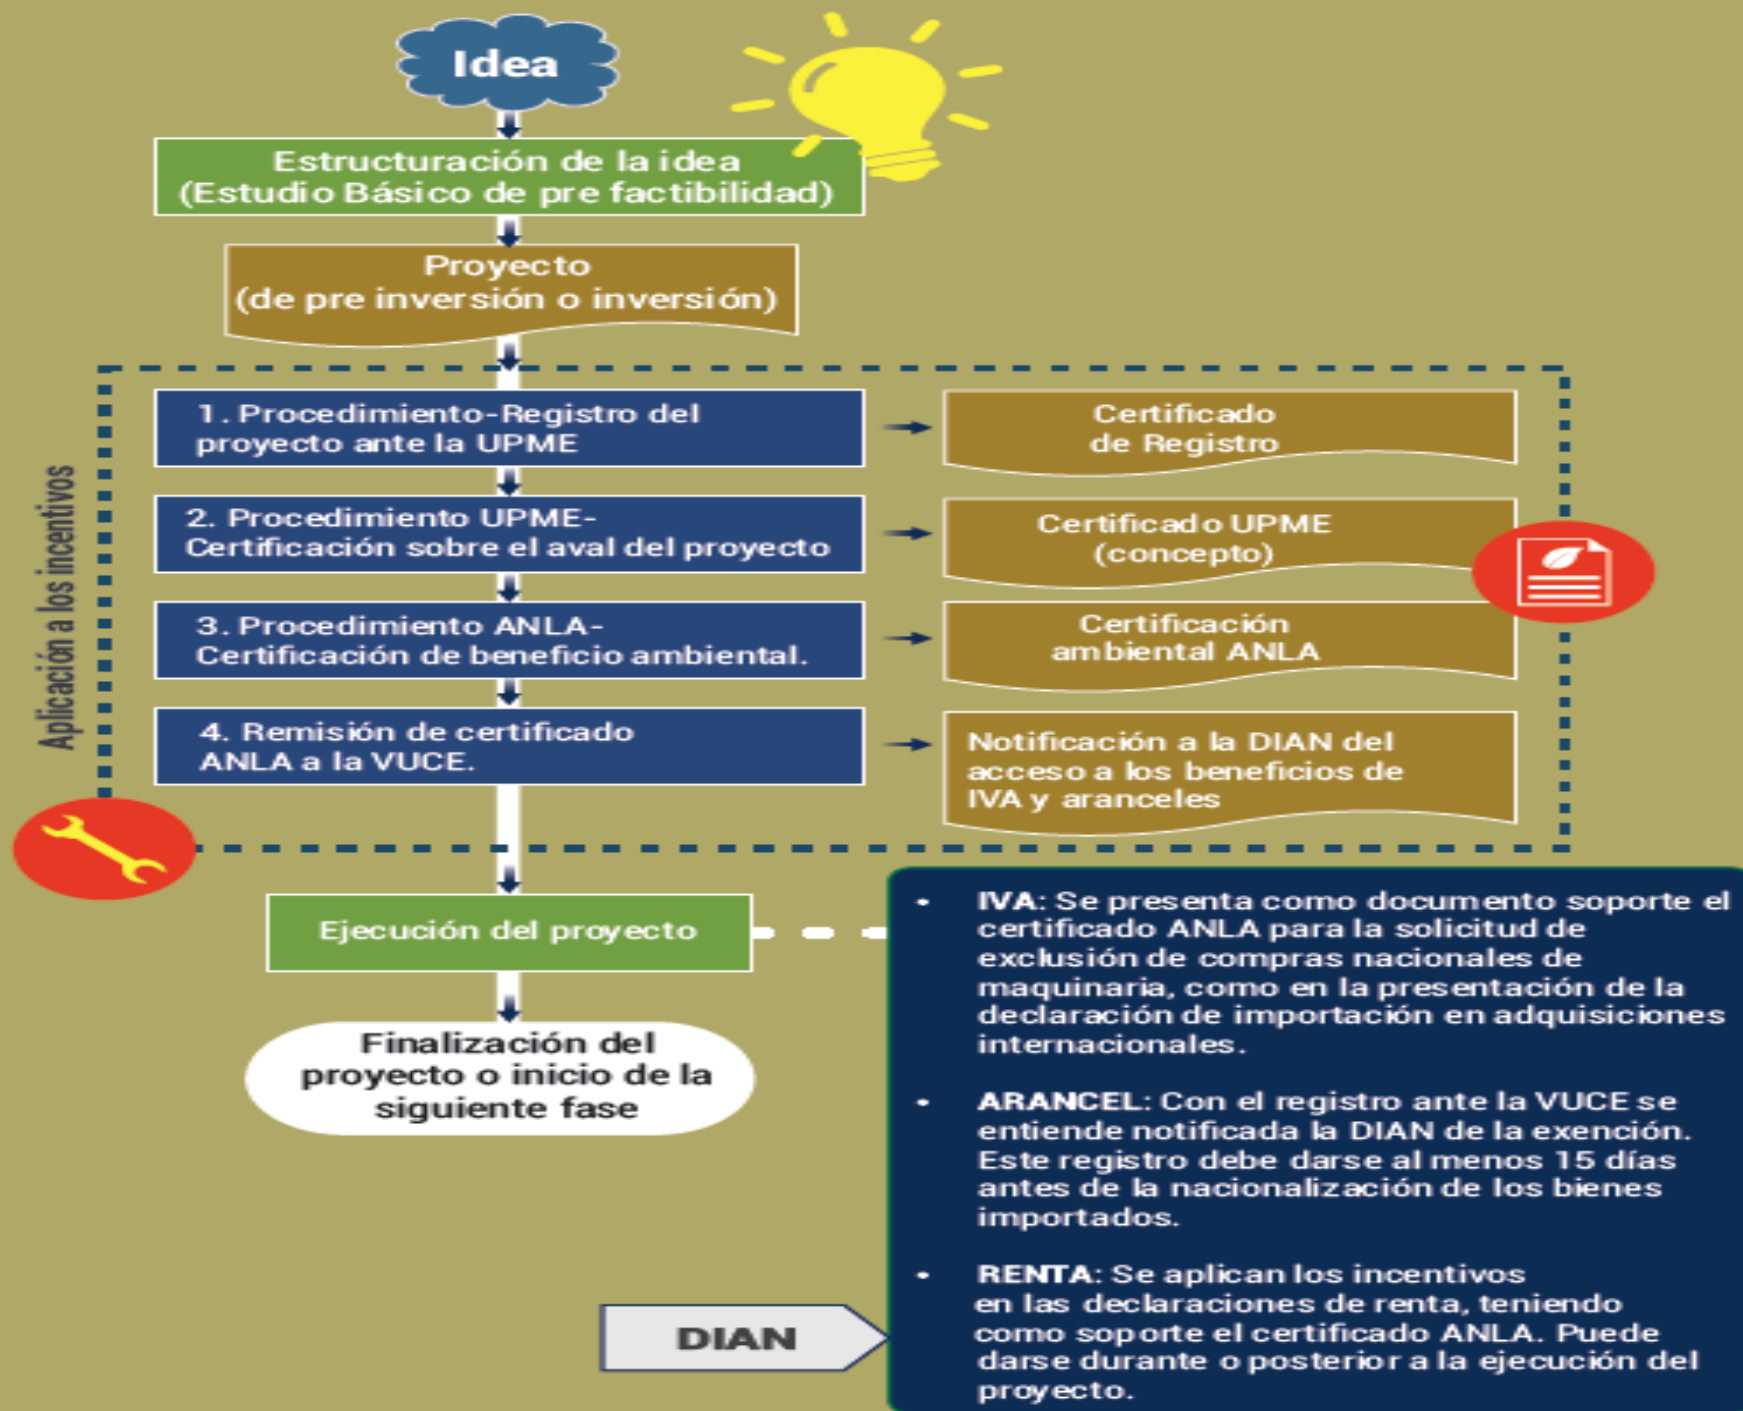 Idea
Estructuración de la idea
(Estudio Básico de pre factibilidad)
Proyecto
(de pre inversión o inversión)
Aplicación a los incentivos
1. Procedimiento-Registro del
proyecto ante la UPME
Certificado
de Registro
2. Procedimiento UPME-
Certificación sobre el aval del proyecto
Certificado UPME
(concepto)
3. Procedimiento ANLA-
Certificación de beneficio ambiental.
Certificación
ambiental ANLA
4. Remisión de certificado
ANLA a la VUCE.
Notificación a la DIAN del
acceso a los beneficios de
IVA y aranceles
Ejecución del proyecto
Finalización del
proyecto o inicio de la
siguiente fase
• IVA: Se presenta como documento soporte el
certificado ANLA para la solicitud de
exclusión de compras nacionales de
maquinaria, como en la presentación de la
declaración de importación en adquisiciones
internacionales.
• ARANCEL: Con el registro ante la VUCE se
entiende notificada la DIAN de la exención.
Este registro debe darse al menos 15 días
antes de la nacionalización de los bienes
importados.
• RENTA: Se aplican los incentivos
en las declaraciones de renta, teniendo
como soporte el certificado ANLA. Puede
darse durante o posterior a la ejecución del
proyecto.
DIAN